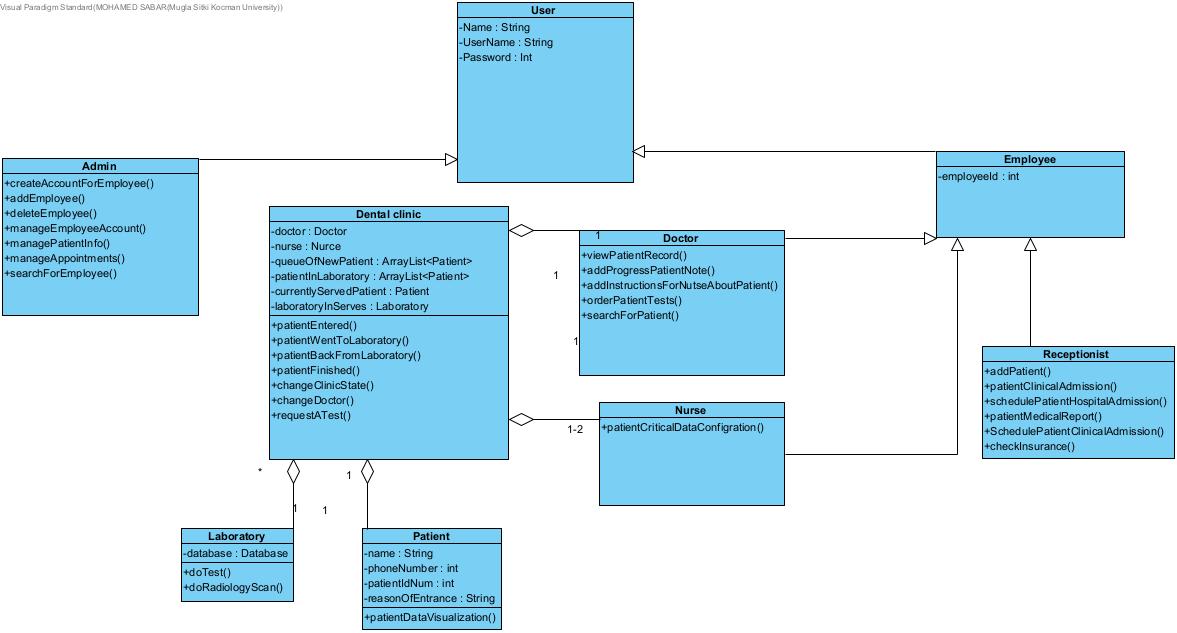 Visual Paradigm Standard(MOHAMED SABAR(Mugla Sitki Kocman University))
User
-Name : String
-UserName : String
-Password : Int
Admin
+createAccountForEmployee()
+addEmployee()
+deleteEmployee()
+manageEmployeeAccount()
+managePatientInfo()
+manageAppointments()
+searchForEmployee()
Employee
-employeeId : int
Dental clinic
-doctor : Doctor
-nurse : Nurce
-queueOfNewPatient : ArrayList<Patient>
-patientInLaboratory : ArrayList<Patient>
-currentlyServedPatient : Patient
-laboratoryInServes : Laboratory
+patientEntered()
+patientWentToLaboratory()
+patientBackFromLaboratory()
+patientFinished()
+changeClinicState()
+changeDoctor()
+requestATest()
1
1
1
Doctor
+viewPatientRecord()
+addProgressPatientNote()
+addInstructionsForNutseAboutPatient()
+orderPatientTests()
+searchForPatient()
Receptionist
+addPatient()
+patientClinicalAdmission()
+schedulePatientHospitalAdmission()
+patientMedicalReport()
+SchedulePatientClinicalAdmission()
+checkInsurance()
1-2
Nurse
+patientCriticalDataConfigration()
*
1
1
1
Laboratory
-database : Database
+doTest()
+doRadiologyScan()
Patient
-name : String
-phoneNumber : int
-patientIdNum : int
-reasonOfEntrance : String
+patientDataVisualization()